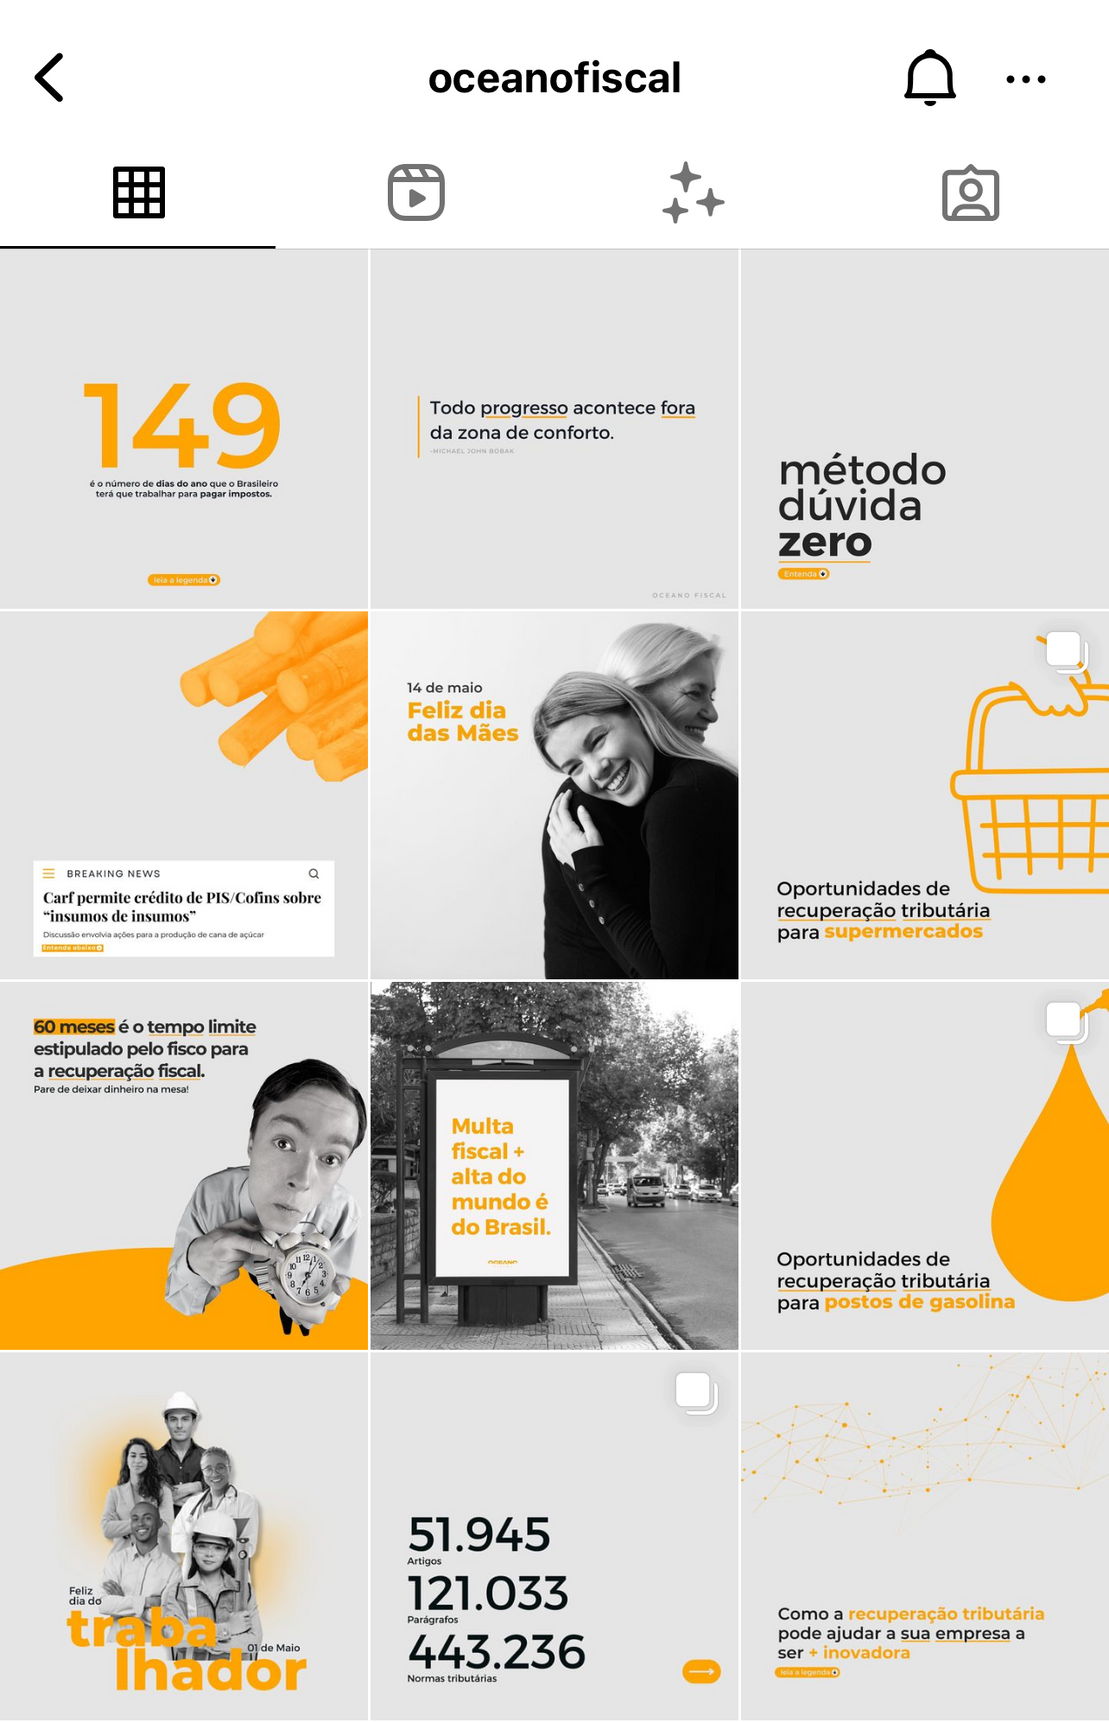 oceanofiscal
149
é o número de dias do ano que o Brasileiro
terá que trabalhar para pagar impostos.
leia a legenda
Todo progresso acontece fora
da zona de conforto.
-MICHAEL JOHN BOBAK
OCEANO FISCAL
método
dúvida
zero
Entenda
BREAKING NEWS
Carf permite crédito de PIS/Cofins sobre
“insumos de insumos”
Discussão envolvia ações para a produção de cana de açúcar
Entenda abaixo
14 de maio
Feliz dia
das Mães
Oportunidades de
recuperação tributária
para supermercados
60 meses é o tempo limite
estipulado pelo fisco para
a recuperação fiscal.
Pare de deixar dinheiro na mesa!
Multa
fiscal +
alta do
mundo é
do Brasil.
OCEANO
Oportunidades de
recuperação tributária
para postos de gasolina
Feliz
dia do
traba
01 de Maio
lhador
51.945
Artigos
121.033
Parágrafos
443.236
Normas tributárias
Como a recuperação tributária
pode ajudar a sua empresa a
ser + inovadora
leia a legenda